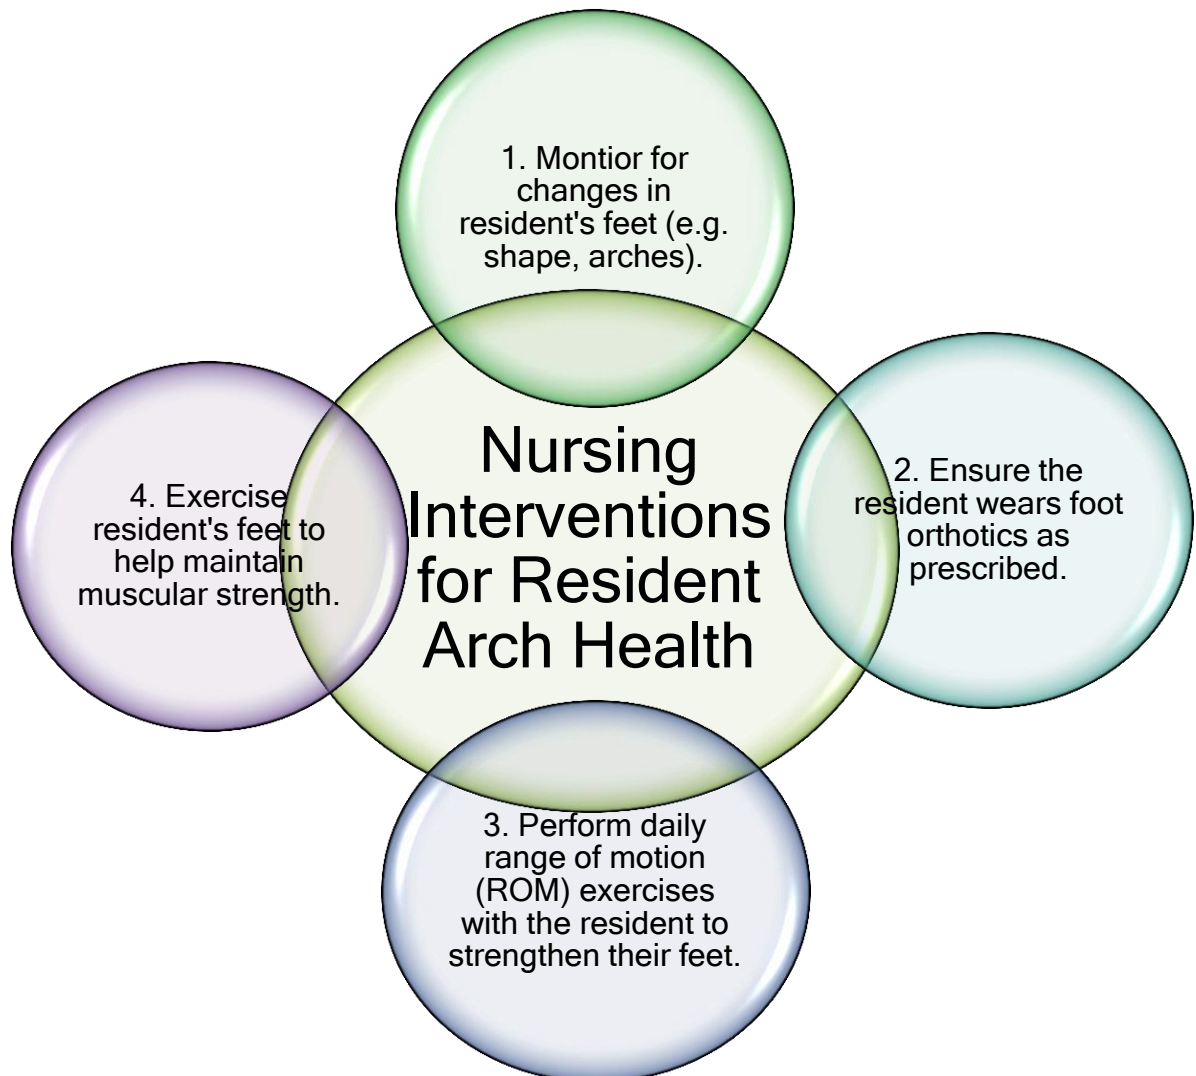 1. Montior for
changes in
resident's feet (e.g.
shape, arches).
Nursing
Interventions
for Resident
Arch Health
2. Ensure the
resident wears foot
orthotics as
prescribed.
3. Perform daily
range of motion
(ROM) exercises
with the resident to
strengthen their feet.
4. Exercise
resident's feet to
help maintain
muscular strength.